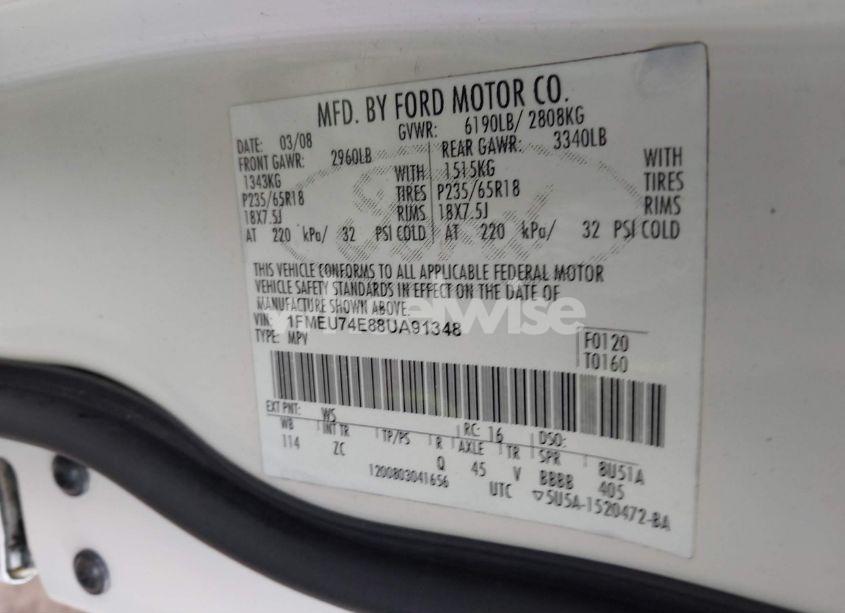 MFD. BY FORD MOTOR CO.
DATE: 03/08 GVWR: 6190LB/ 2808KG
FRONT GAWR: 2960LB REAR GAWR: 3340LB
1343KG WITH 1515KG WITH
P235/65R18 TIRES P235/65R18 TIRES
18X7.5J RIMS 18X7.5J RIMS
AT 220 kPa/ 32 PSI COLD AT 220 kPa/ 32 PSI COLD
THIS VEHICLE CONFORMS TO ALL APPLICABLE FEDERAL MOTOR
VEHICLE SAFETY STANDARDS IN EFFECT ON THE DATE OF
MANUFACTURE SHOWN ABOVE.
VIN: 1FMEU74E88UA91348
TYPE: MPV
F0120
T0160
EXT PNT: WS RC: 16 DSO:
WB INT TR TP/PS R AXLE TR SPR 8U51A
114 ZC Q 45 V BBBB 405
1200803041656 UTC ▽5U5A-1520472-BA